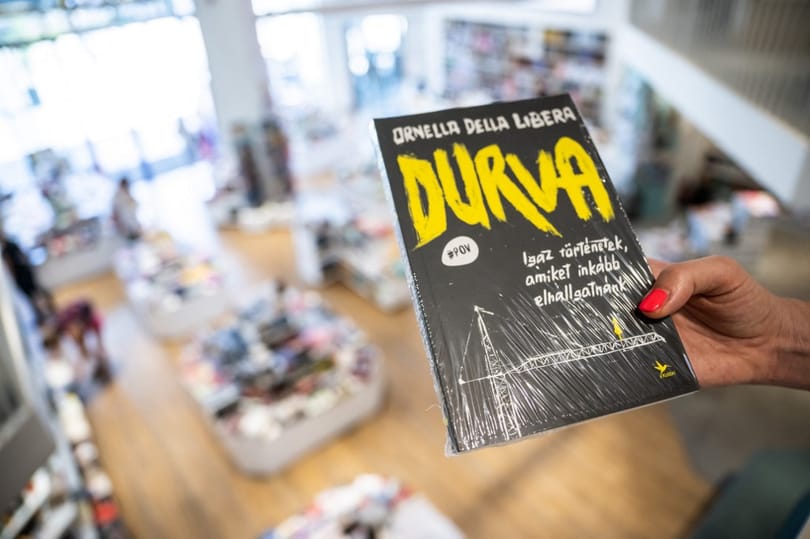 ORNELLA DELLA LIBERA
DURVA
#POV
Igaz történetek,
amiket inkább
elhallgatnánk